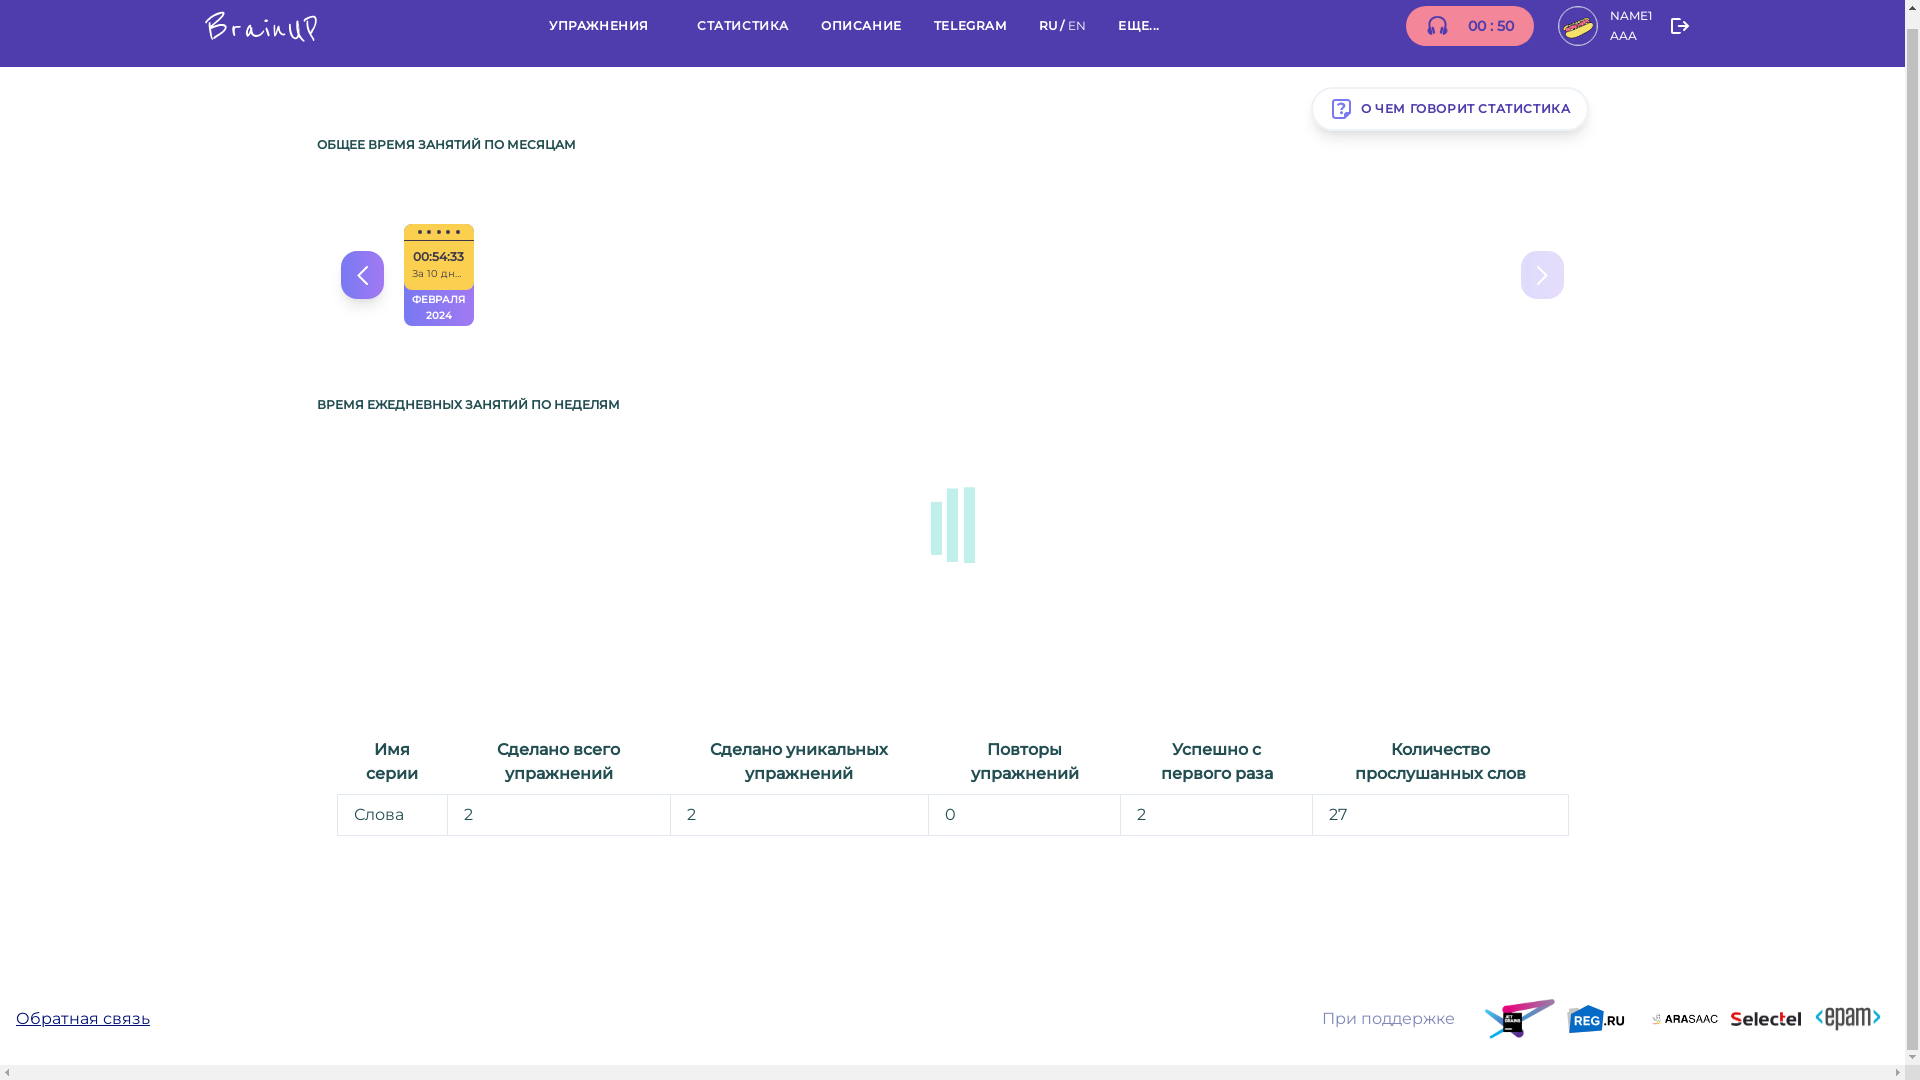 BrainUP
УПРАЖНЕНИЯ СТАТИСТИКА ОПИСАНИЕ TELEGRAM RU / EN ЕЩЕ... 00 : 50 NAME1
AAA
О ЧЕМ ГОВОРИТ СТАТИСТИКА
ОБЩЕЕ ВРЕМЯ ЗАНЯТИЙ ПО МЕСЯЦАМ
00:54:33
За 10 дн...
ФЕВРАЛЯ
2024
ВРЕМЯ ЕЖЕДНЕВНЫХ ЗАНЯТИЙ ПО НЕДЕЛЯМ
Имя серии Сделано всего упражнений Сделано уникальных упражнений Повторы упражнений Успешно с первого раза Количество прослушанных слов
Слова 2 2 0 2 27
Обратная связь При поддержке JET BRAINS REG.RU ARASAAC Selectel <epam>